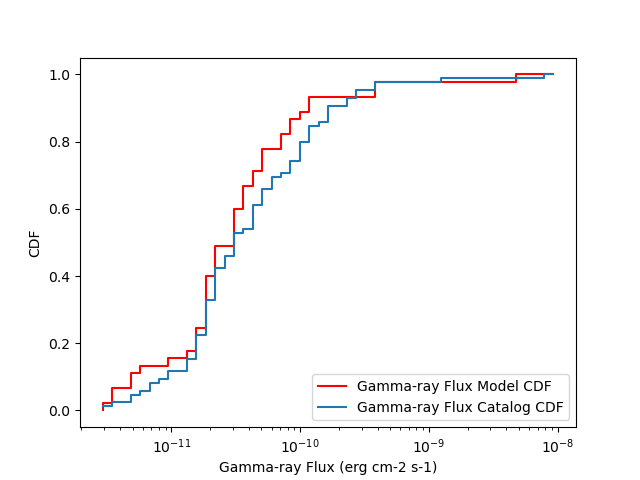 1.0
0.8
0.6
0.4
0.2
0.0
CDF
10⁻¹¹
10⁻¹⁰
10⁻⁹
10⁻⁸
Gamma-ray Flux (erg cm-2 s-1)
Gamma-ray Flux Model CDF
Gamma-ray Flux Catalog CDF